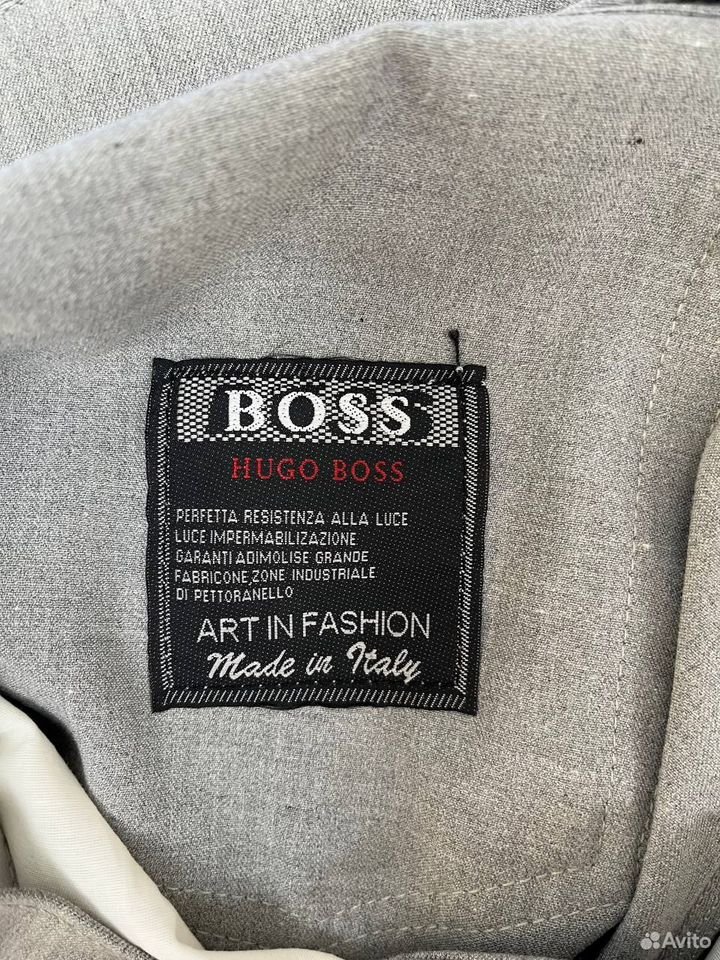 BOSS
HUGO BOSS
PERFETTA RESISTENZA ALLA LUCE
LUCE IMPERMABILIZAZIONE
GARANTI ADIMOLISE GRANDE
FABRICONE,ZONE INDUSTRIALE
DI PETTORANELLO
ART IN FASHION
Made in Italy
Avito